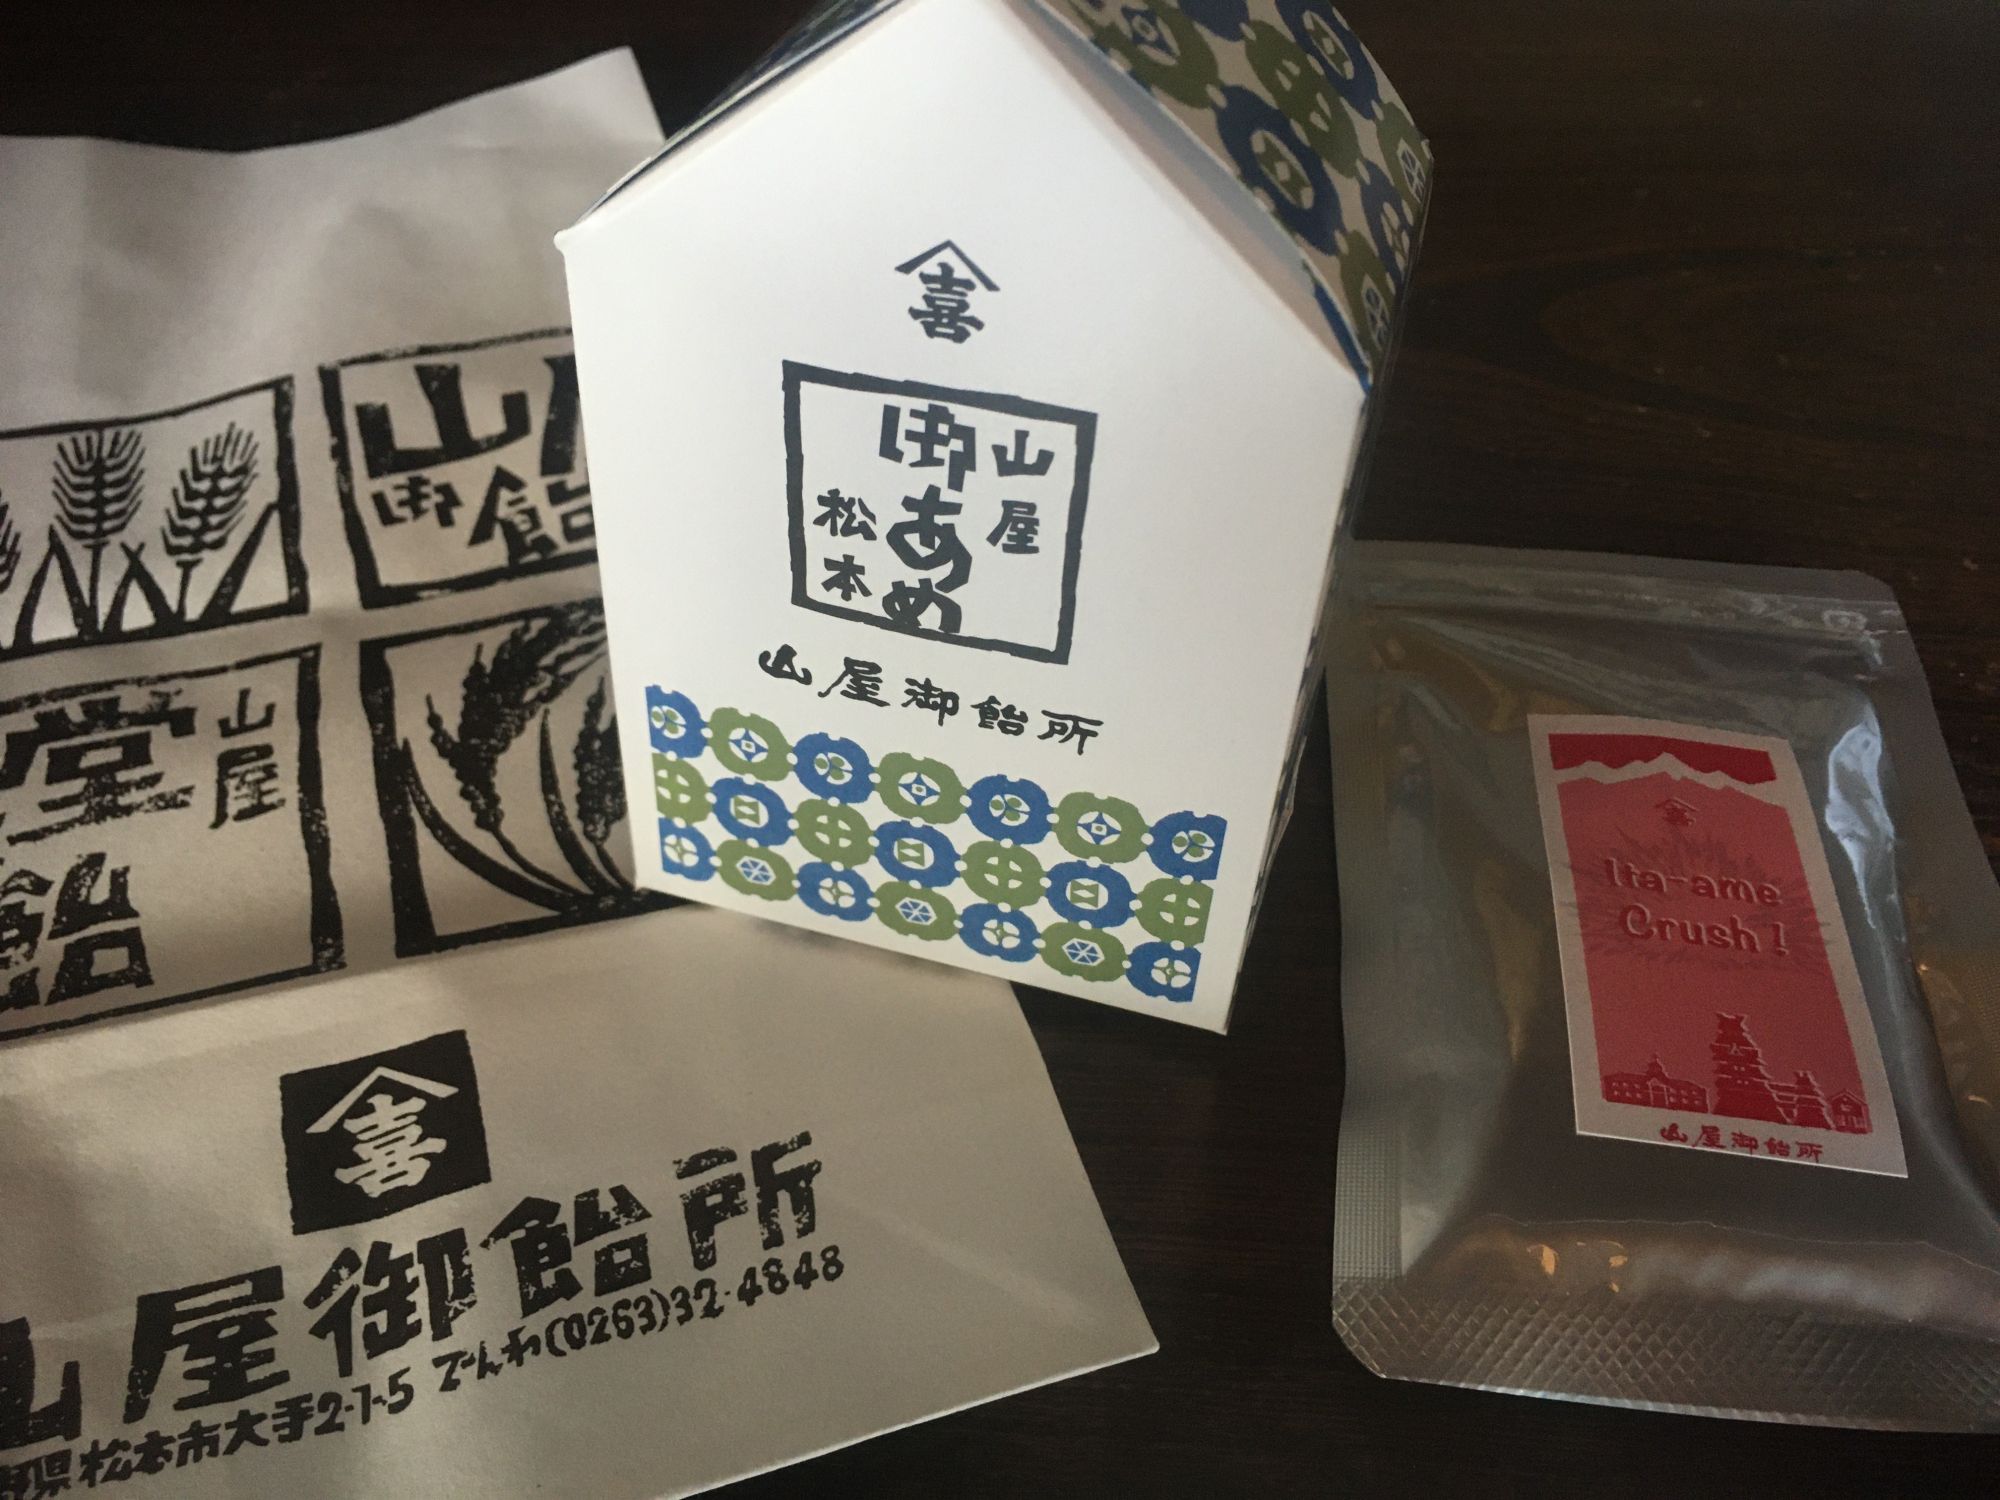 喜
山屋
御あめ
松本
山屋御飴所
山
御飴
山屋
堂
飴
喜
山屋御飴所
県松本市大手2-1-5 でんわ(0263)32-4848
喜
Ita-ame
Crush!
山屋御飴所